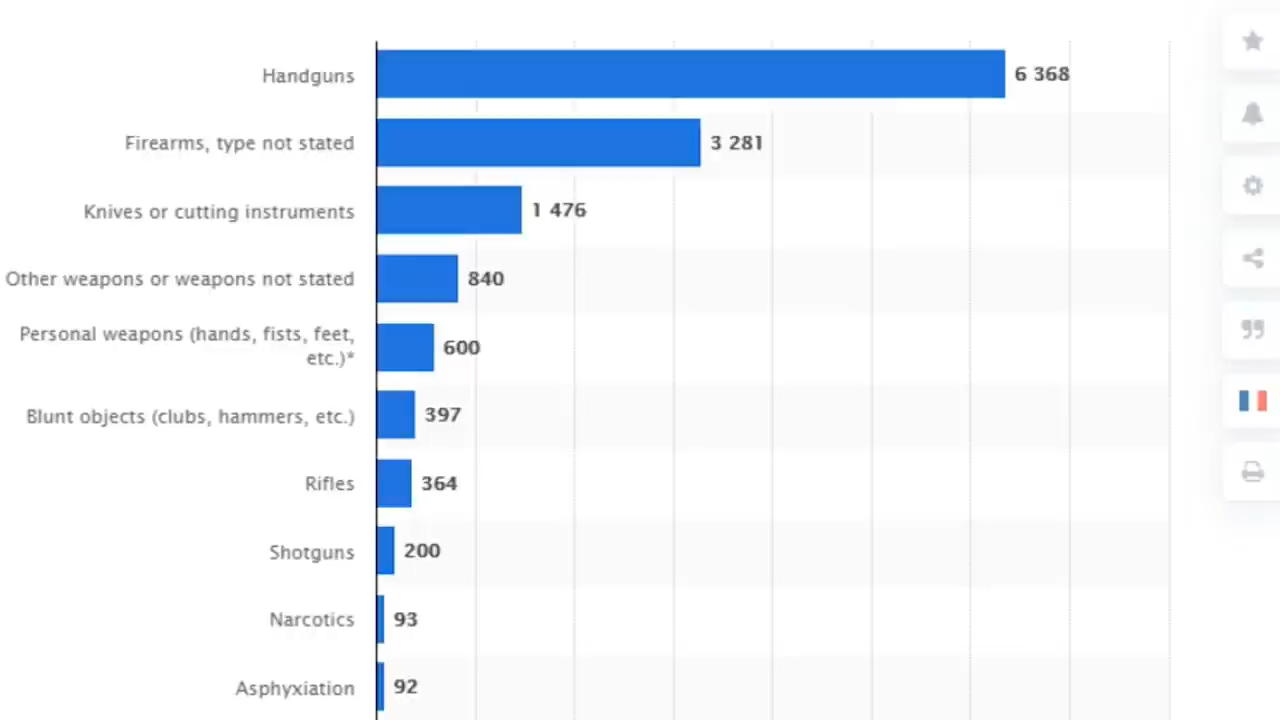 Handguns 6 368
Firearms, type not stated 3 281
Knives or cutting instruments 1 476
Other weapons or weapons not stated 840
Personal weapons (hands, fists, feet,
etc.)* 600
Blunt objects (clubs, hammers, etc.) 397
Rifles 364
Shotguns 200
Narcotics 93
Asphyxiation 92